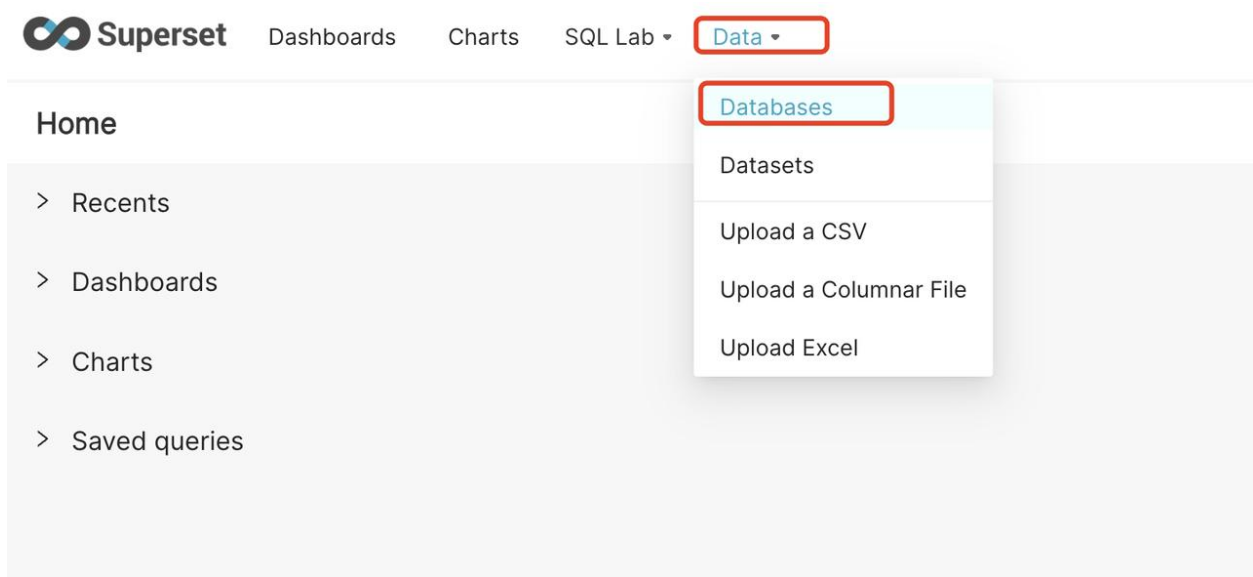 Superset Dashboards Charts SQL Lab Data
Databases
Home
Datasets
> Recents
Upload a CSV
> Dashboards
Upload a Columnar File
> Charts
Upload Excel
> Saved queries